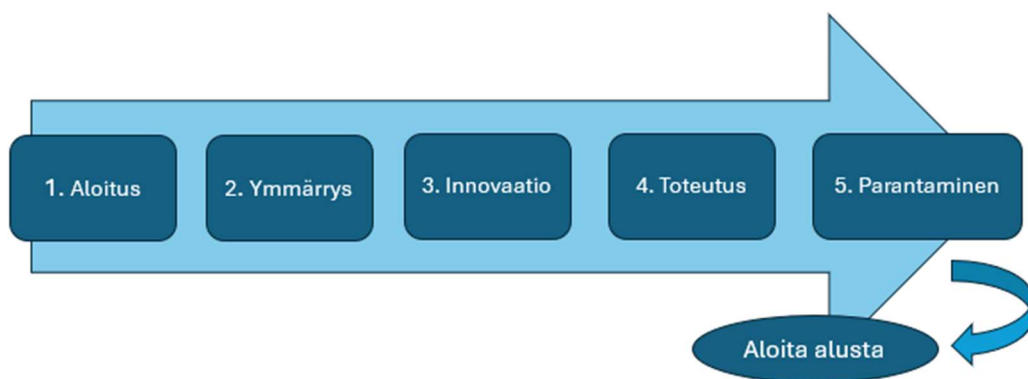 1. Aloitus
2. Ymmärrys
3. Innovaatio
4. Toteutus
5. Parantaminen
Aloita alusta